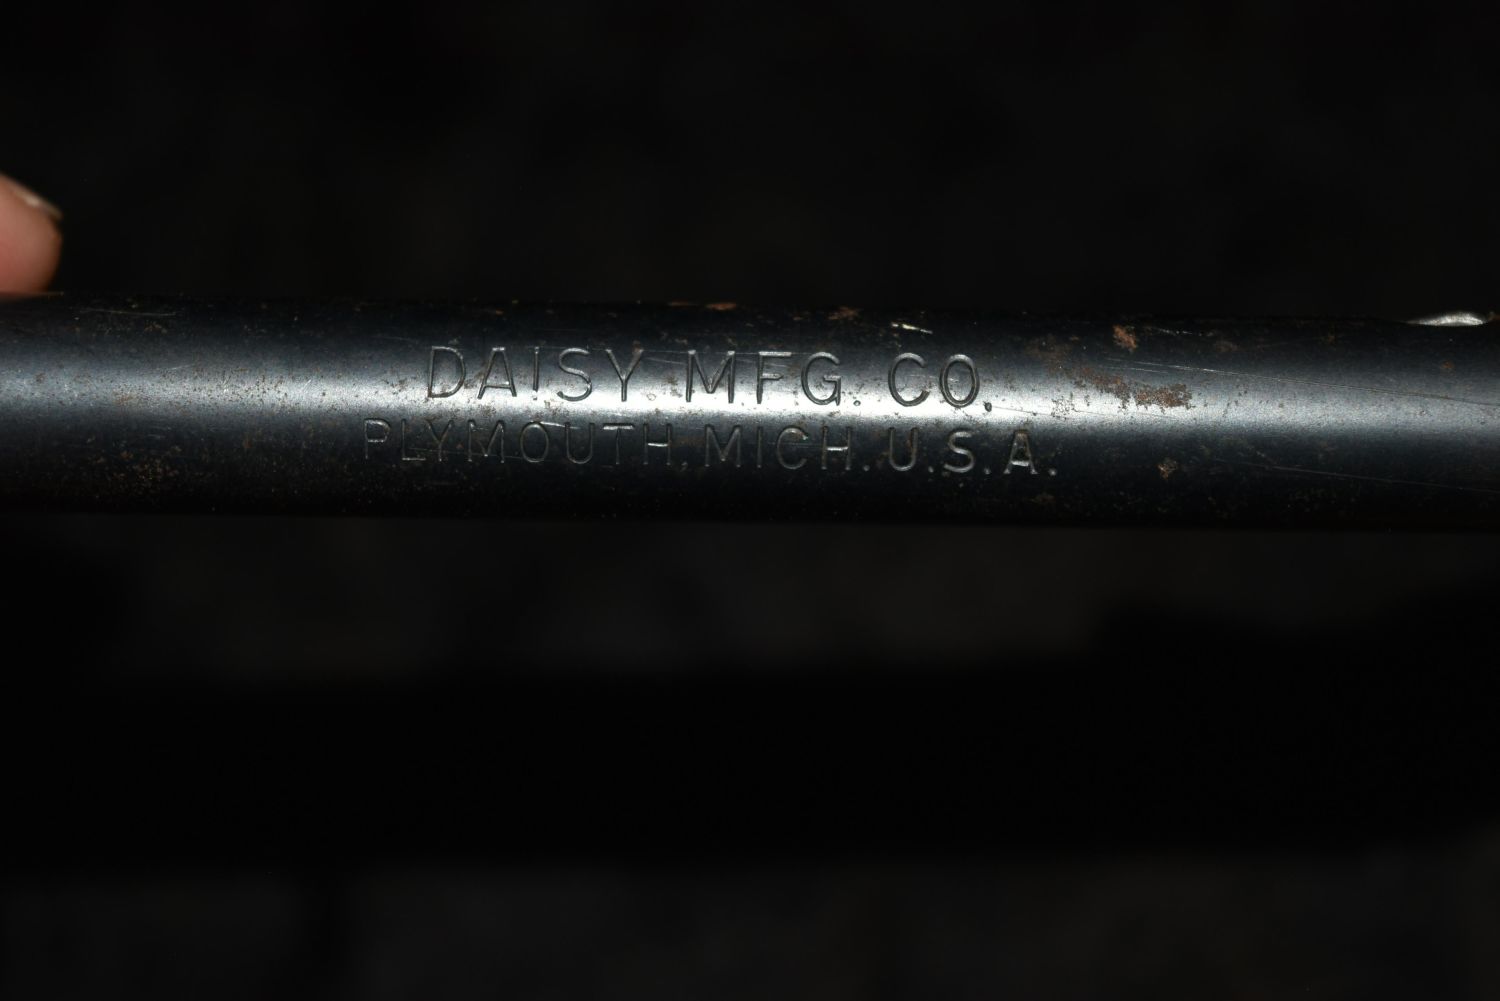 DAISY MFG. CO.
PLYMOUTH, MICH. U.S.A.